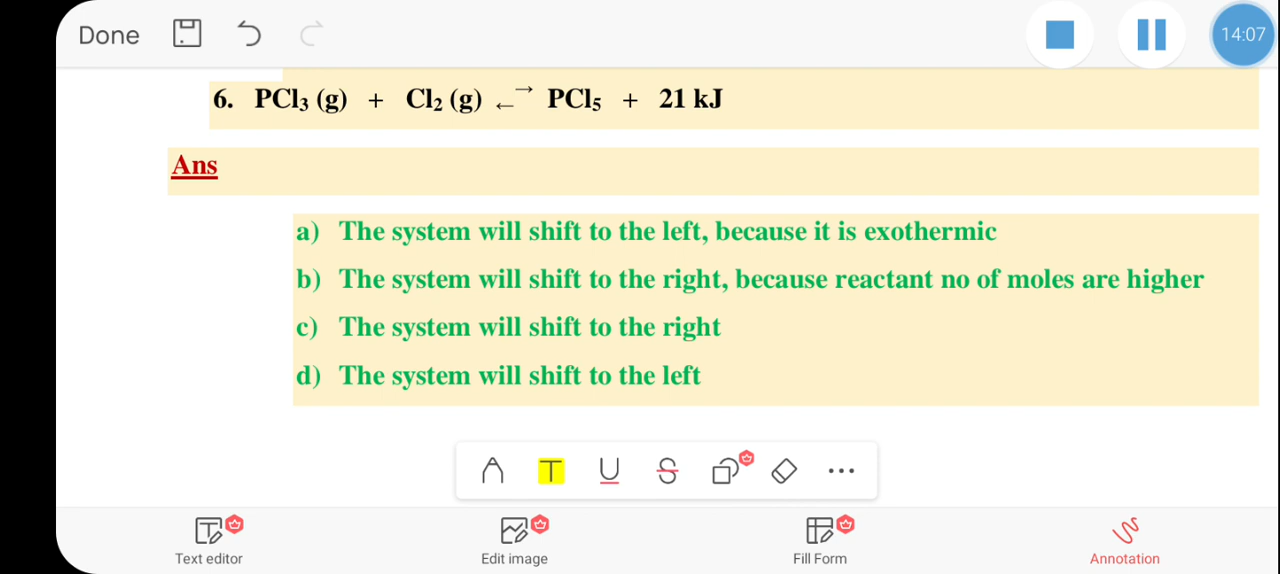 Done
14:07
6. PCl₃ (g) + Cl₂ (g) ⇄ PCl₅ + 21 kJ
Ans
a) The system will shift to the left, because it is exothermic
b) The system will shift to the right, because reactant no of moles are higher
c) The system will shift to the right
d) The system will shift to the left
T U S
Text editor
Edit image
Fill Form
Annotation